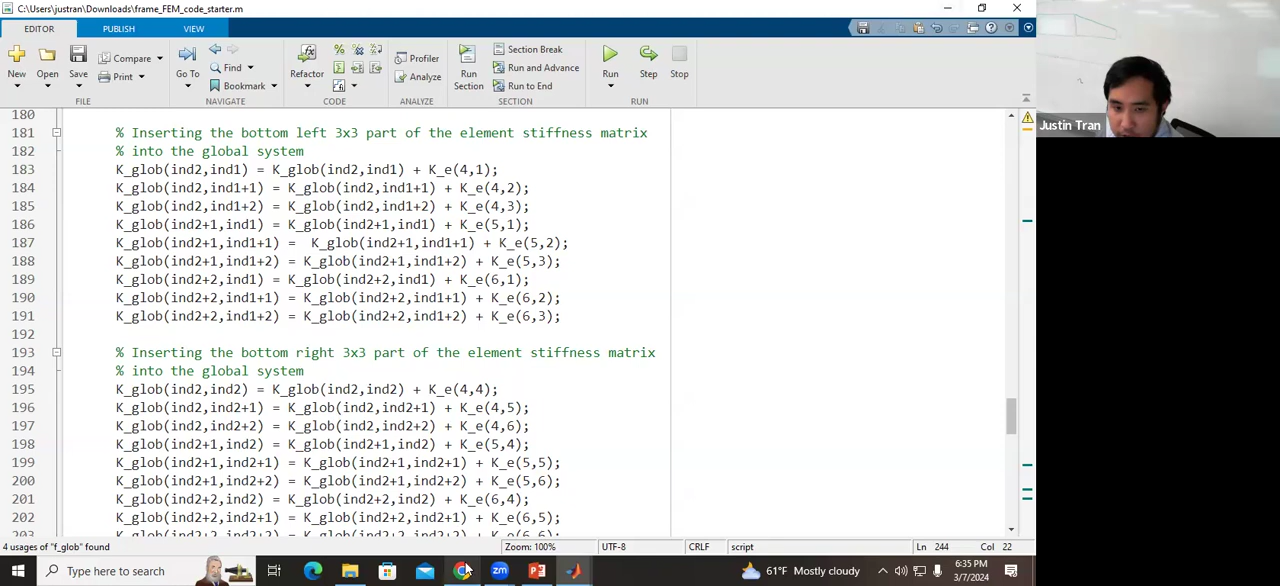 C:\Users\justran\Downloads\frame_FEM_code_starter.m
EDITOR PUBLISH VIEW
New Open Save Compare Print Go To Find Bookmark Refactor Profiler Analyze Run Section Section Break Run and Advance Run to End Run Step Stop
FILE NAVIGATE CODE ANALYZE SECTION RUN
180
181 % Inserting the bottom left 3x3 part of the element stiffness matrix
182 % into the global system
183 K_glob(ind2,ind1) = K_glob(ind2,ind1) + K_e(4,1);
184 K_glob(ind2,ind1+1) = K_glob(ind2,ind1+1) + K_e(4,2);
185 K_glob(ind2,ind1+2) = K_glob(ind2,ind1+2) + K_e(4,3);
186 K_glob(ind2+1,ind1) = K_glob(ind2+1,ind1) + K_e(5,1);
187 K_glob(ind2+1,ind1+1) =  K_glob(ind2+1,ind1+1) + K_e(5,2);
188 K_glob(ind2+1,ind1+2) = K_glob(ind2+1,ind1+2) + K_e(5,3);
189 K_glob(ind2+2,ind1) = K_glob(ind2+2,ind1) + K_e(6,1);
190 K_glob(ind2+2,ind1+1) = K_glob(ind2+2,ind1+1) + K_e(6,2);
191 K_glob(ind2+2,ind1+2) = K_glob(ind2+2,ind1+2) + K_e(6,3);
192
193 % Inserting the bottom right 3x3 part of the element stiffness matrix
194 % into the global system
195 K_glob(ind2,ind2) = K_glob(ind2,ind2) + K_e(4,4);
196 K_glob(ind2,ind2+1) = K_glob(ind2,ind2+1) + K_e(4,5);
197 K_glob(ind2,ind2+2) = K_glob(ind2,ind2+2) + K_e(4,6);
198 K_glob(ind2+1,ind2) = K_glob(ind2+1,ind2) + K_e(5,4);
199 K_glob(ind2+1,ind2+1) = K_glob(ind2+1,ind2+1) + K_e(5,5);
200 K_glob(ind2+1,ind2+2) = K_glob(ind2+1,ind2+2) + K_e(5,6);
201 K_glob(ind2+2,ind2) = K_glob(ind2+2,ind2) + K_e(6,4);
202 K_glob(ind2+2,ind2+1) = K_glob(ind2+2,ind2+1) + K_e(6,5);
203 K_glob(ind2+2,ind2+2) = K_glob(ind2+2,ind2+2) + K_e(6,6);
Justin Tran
4 usages of "f_glob" found Zoom: 100% UTF-8 CRLF script Ln 244 Col 22
Type here to search 61°F Mostly cloudy 6:35 PM
3/7/2024